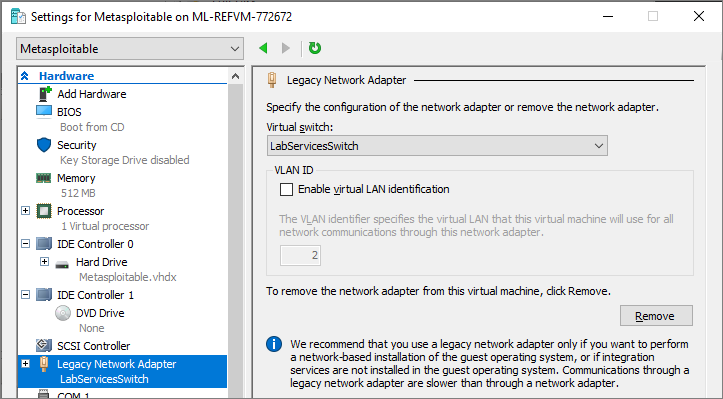 Settings for Metasploitable on ML-REFVM-772672
Metasploitable
Hardware
Add Hardware
BIOS
Boot from CD
Security
Key Storage Drive disabled
Memory
512 MB
Processor
1 Virtual processor
IDE Controller 0
Hard Drive
Metasploitable.vhdx
IDE Controller 1
DVD Drive
None
SCSI Controller
Legacy Network Adapter
LabServicesSwitch
COM 1
Legacy Network Adapter
Specify the configuration of the network adapter or remove the network adapter.
Virtual switch:
LabServicesSwitch
VLAN ID
Enable virtual LAN identification
The VLAN identifier specifies the virtual LAN that this virtual machine will use for all
network communications through this network adapter.
2
To remove the network adapter from this virtual machine, click Remove.
Remove
We recommend that you use a legacy network adapter only if you want to perform
a network-based installation of the guest operating system, or if integration
services are not installed in the guest operating system. Communications through a
legacy network adapter are slower than through a network adapter.